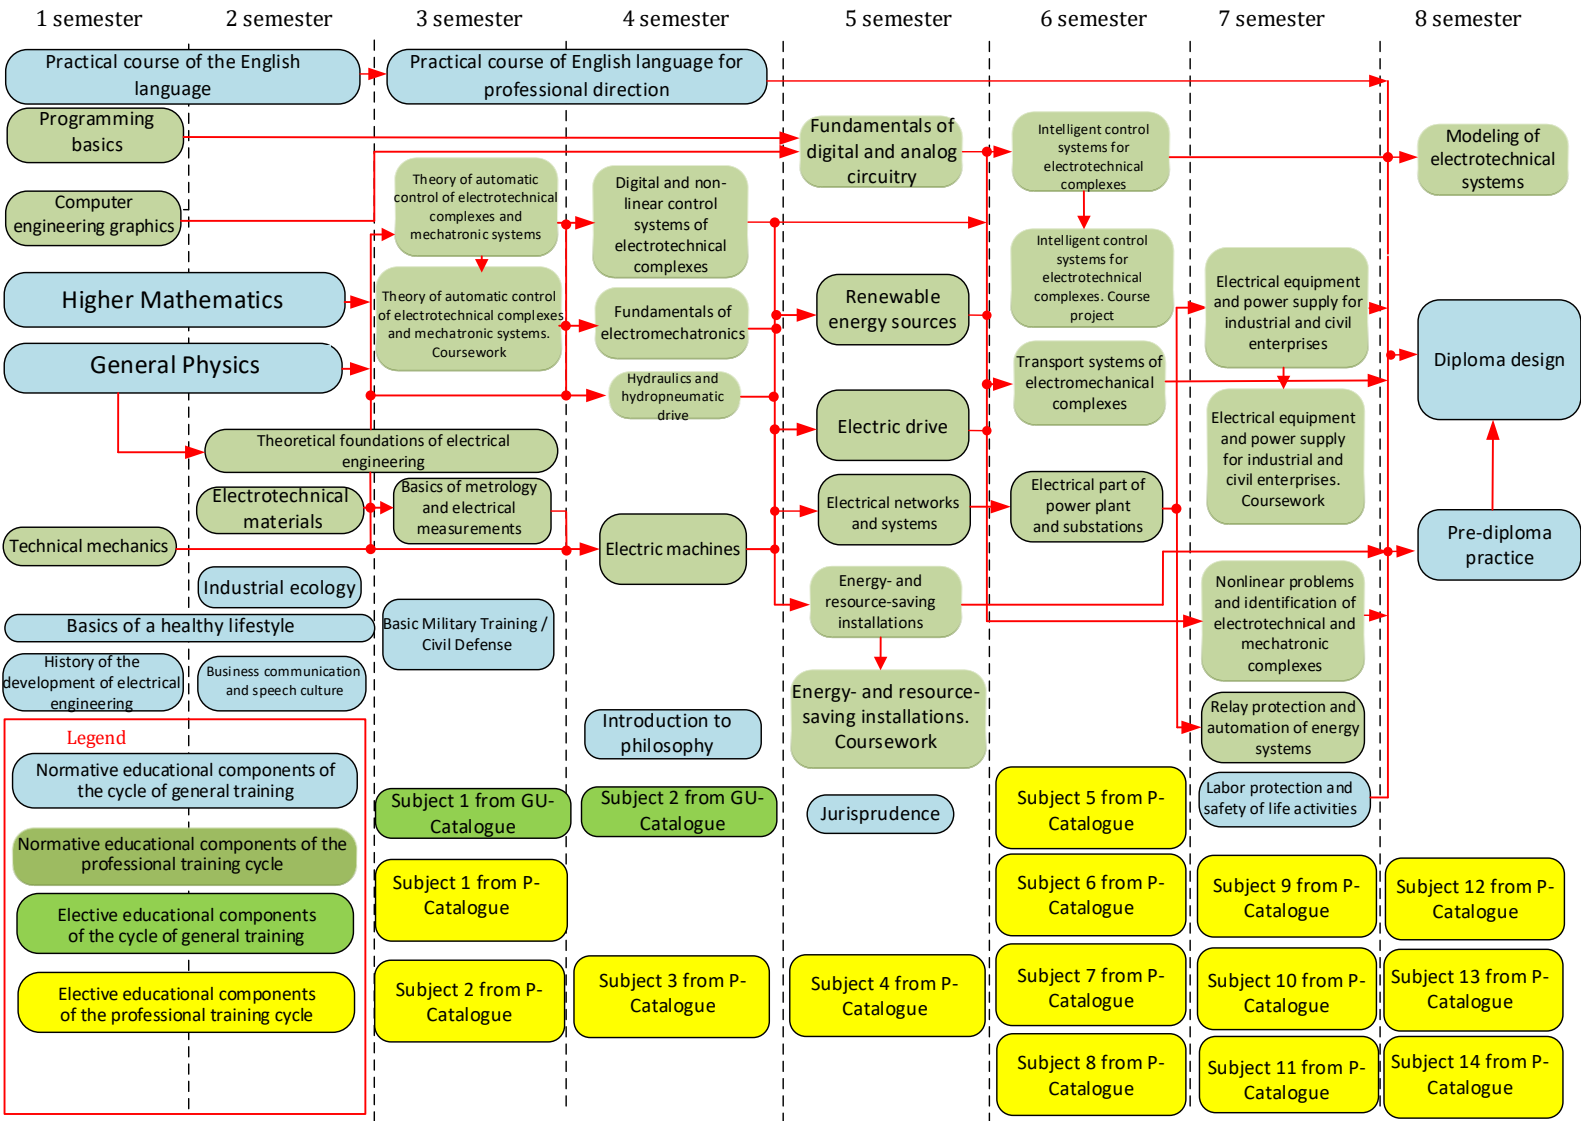 1 semester
2 semester
3 semester
4 semester
5 semester
6 semester
7 semester
8 semester
Practical course of the English
language
Practical course of English language for
professional direction
Programming
basics
Fundamentals of
digital and analog
circuitry
Intelligent control
systems for
electrotechnical
complexes
Modeling of
electrotechnical
systems
Computer
engineering graphics
Theory of automatic
control of electrotechnical
complexes and
mechatronic systems
Digital and non-
linear control
systems of
electrotechnical
complexes
Intelligent control
systems for
electrotechnical
complexes. Course
project
Higher Mathematics
Theory of automatic control
of electrotechnical complexes
and mechatronic systems.
Coursework
Fundamentals of
electromechatronics
Renewable
energy sources
Electrical equipment
and power supply for
industrial and civil
enterprises
General Physics
Hydraulics and
hydropneumatic
drive
Transport systems of
electromechanical
complexes
Diploma design
Theoretical foundations of electrical
engineering
Electric drive
Electrical equipment
and power supply
for industrial and
civil enterprises.
Coursework
Electrotechnical
materials
Basics of metrology
and electrical
measurements
Electrical networks
and systems
Electrical part of
power plant
and substations
Technical mechanics
Electric machines
Pre-diploma
practice
Industrial ecology
Energy- and
resource-saving
installations
Nonlinear problems
and identification of
electrotechnical and
mechatronic
complexes
Basics of a healthy lifestyle
Basic Military Training /
Civil Defense
History of the
development of electrical
engineering
Business communication
and speech culture
Energy- and resource-
saving installations.
Coursework
Introduction to
philosophy
Relay protection and
automation of energy
systems
Legend
Normative educational components of
the cycle of general training
Normative educational components of the
professional training cycle
Elective educational components
of the cycle of general training
Elective educational components
of the professional training cycle
Subject 1 from GU-
Catalogue
Subject 2 from GU-
Catalogue
Jurisprudence
Subject 5 from P-
Catalogue
Labor protection and
safety of life activities
Subject 1 from P-
Catalogue
Subject 6 from P-
Catalogue
Subject 9 from P-
Catalogue
Subject 12 from P-
Catalogue
Subject 2 from P-
Catalogue
Subject 3 from P-
Catalogue
Subject 4 from P-
Catalogue
Subject 7 from P-
Catalogue
Subject 10 from P-
Catalogue
Subject 13 from P-
Catalogue
Subject 8 from P-
Catalogue
Subject 11 from P-
Catalogue
Subject 14 from P-
Catalogue